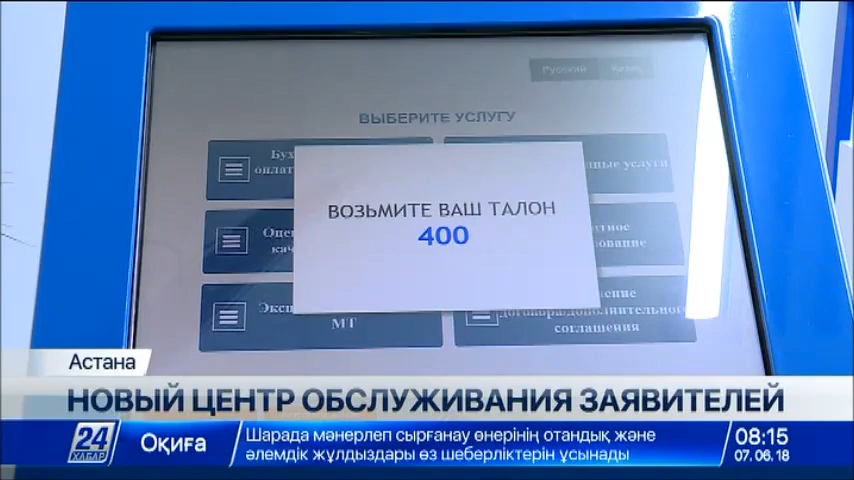 Русский Қазақ
ВЫБЕРИТЕ УСЛУГУ
ВОЗЬМИТЕ ВАШ ТАЛОН
400
МТ
услуги
соглашения
Астана
НОВЫЙ ЦЕНТР ОБСЛУЖИВАНИЯ ЗАЯВИТЕЛЕЙ
24
ХАБАР
Оқиға
Шарада мәнерлеп сырғанау өнерінің отандық және
әлемдік жұлдыздары өз шеберліктерін ұсынады
08:15
07.06.18